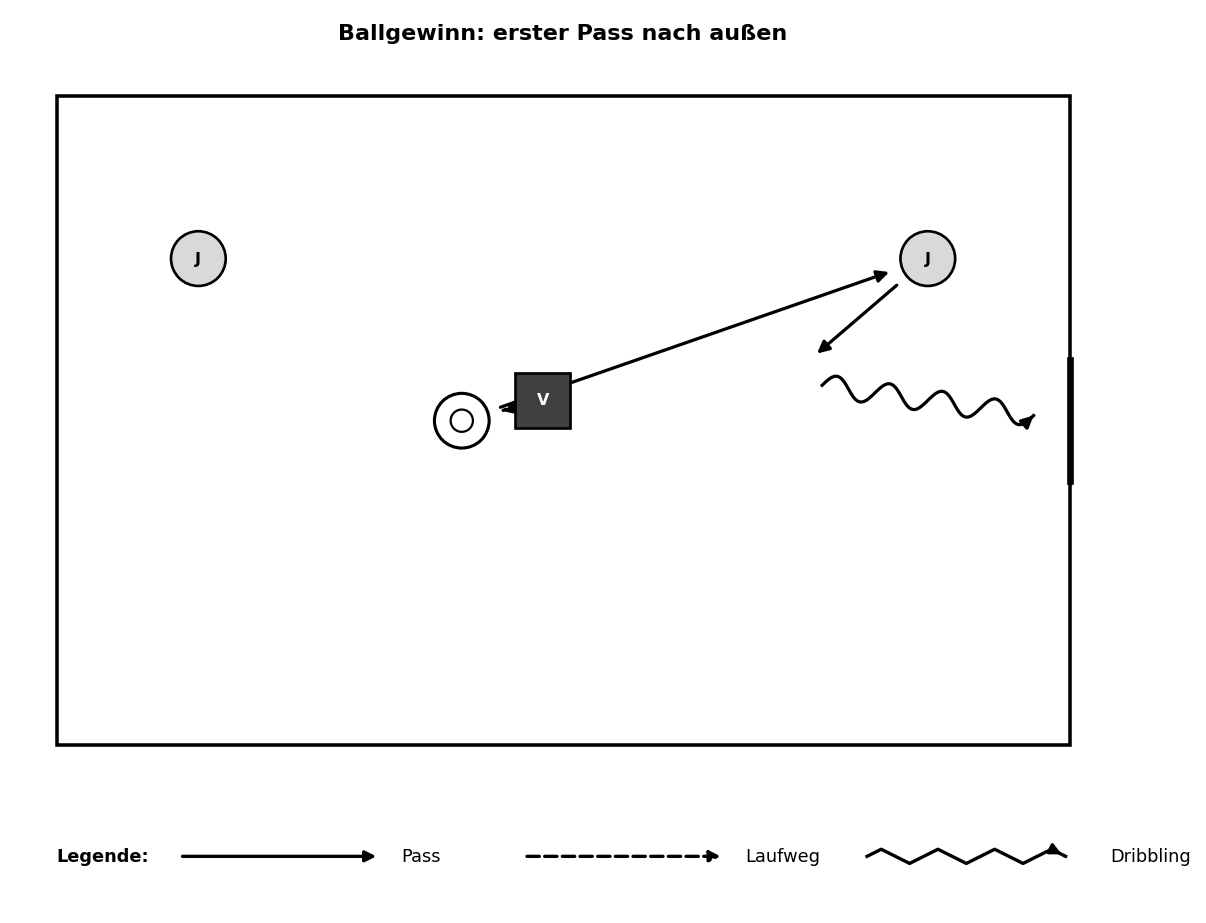 Ballgewinn: erster Pass nach außen
J
J
V
Legende:
Pass
Laufweg
Dribbling